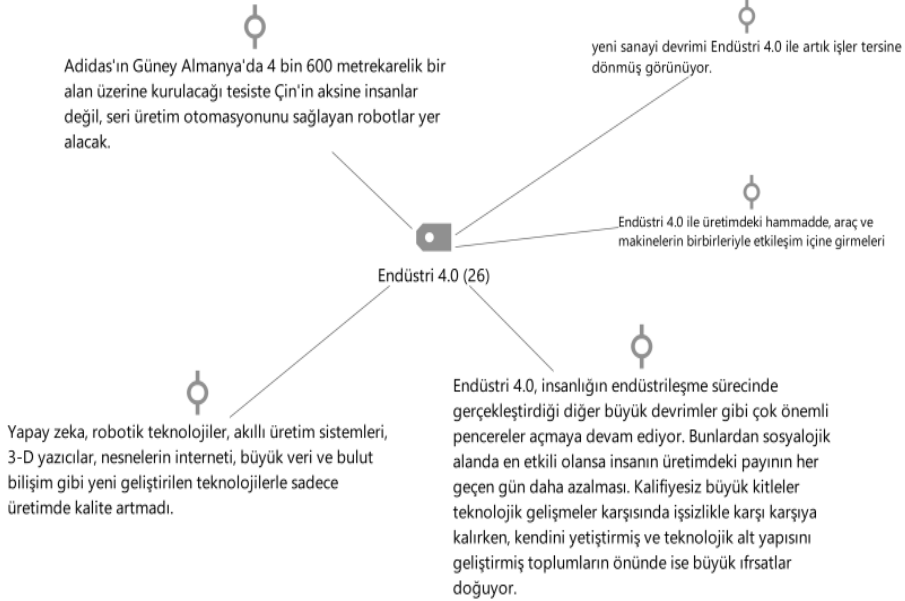 Adidas'ın Güney Almanya'da 4 bin 600 metrekarelik bir
alan üzerine kurulacağı tesiste Çin'in aksine insanlar
değil, seri üretim otomasyonunu sağlayan robotlar yer
alacak.
yeni sanayi devrimi Endüstri 4.0 ile artık işler tersine
dönmüş görünüyor.
Endüstri 4.0 ile üretimdeki hammadde, araç ve
makinelerin birbirleriyle etkileşim içine girmeleri
Endüstri 4.0 (26)
Yapay zeka, robotik teknolojiler, akıllı üretim sistemleri,
3-D yazıcılar, nesnelerin interneti, büyük veri ve bulut
bilişim gibi yeni geliştirilen teknolojilerle sadece
üretimde kalite artmadı.
Endüstri 4.0, insanlığın endüstrileşme sürecinde
gerçekleştirdiği diğer büyük devrimler gibi çok önemli
pencereler açmaya devam ediyor. Bunlardan sosyalojik
alanda en etkili olansa insanın üretimdeki payının her
geçen gün daha azalması. Kalifiyesiz büyük kitleler
teknolojik gelişmeler karşısında işsizlikle karşı karşıya
kalırken, kendini yetiştirmiş ve teknolojik alt yapısını
geliştirmiş toplumların önünde ise büyük ıfrsatlar
doğuyor.